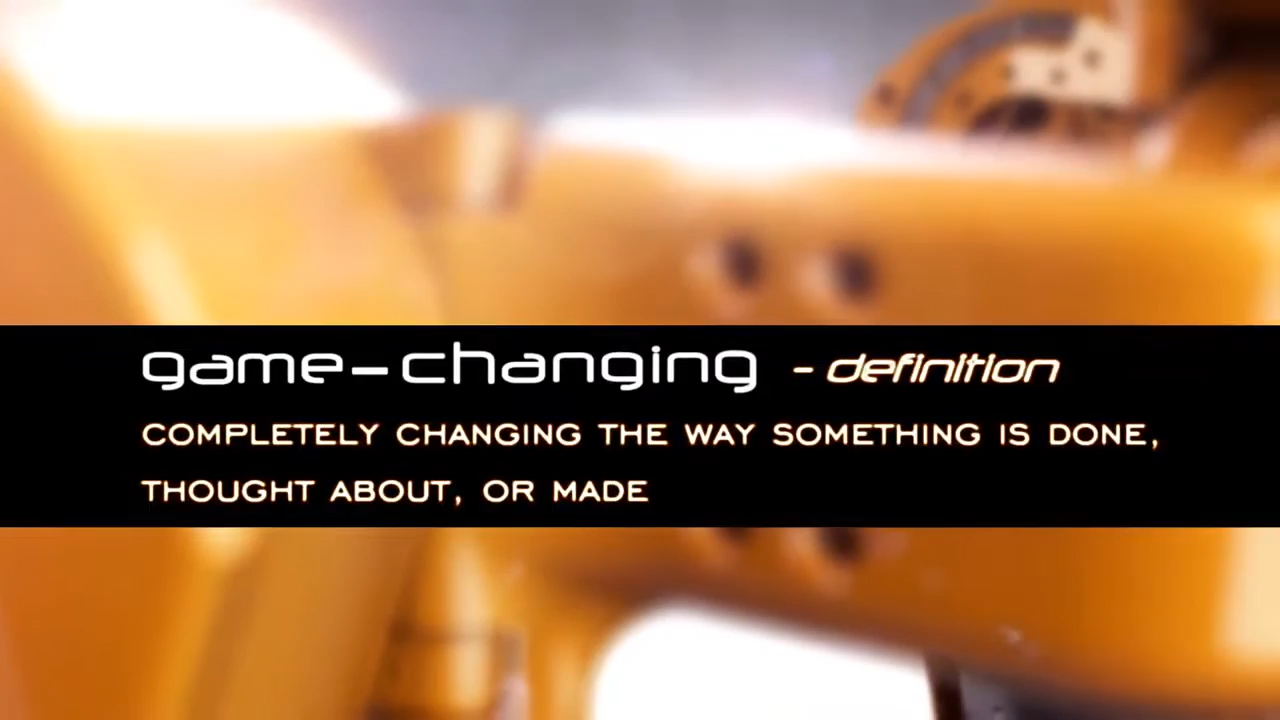 game-changing - definition
COMPLETELY CHANGING THE WAY SOMETHING IS DONE,
THOUGHT ABOUT, OR MADE